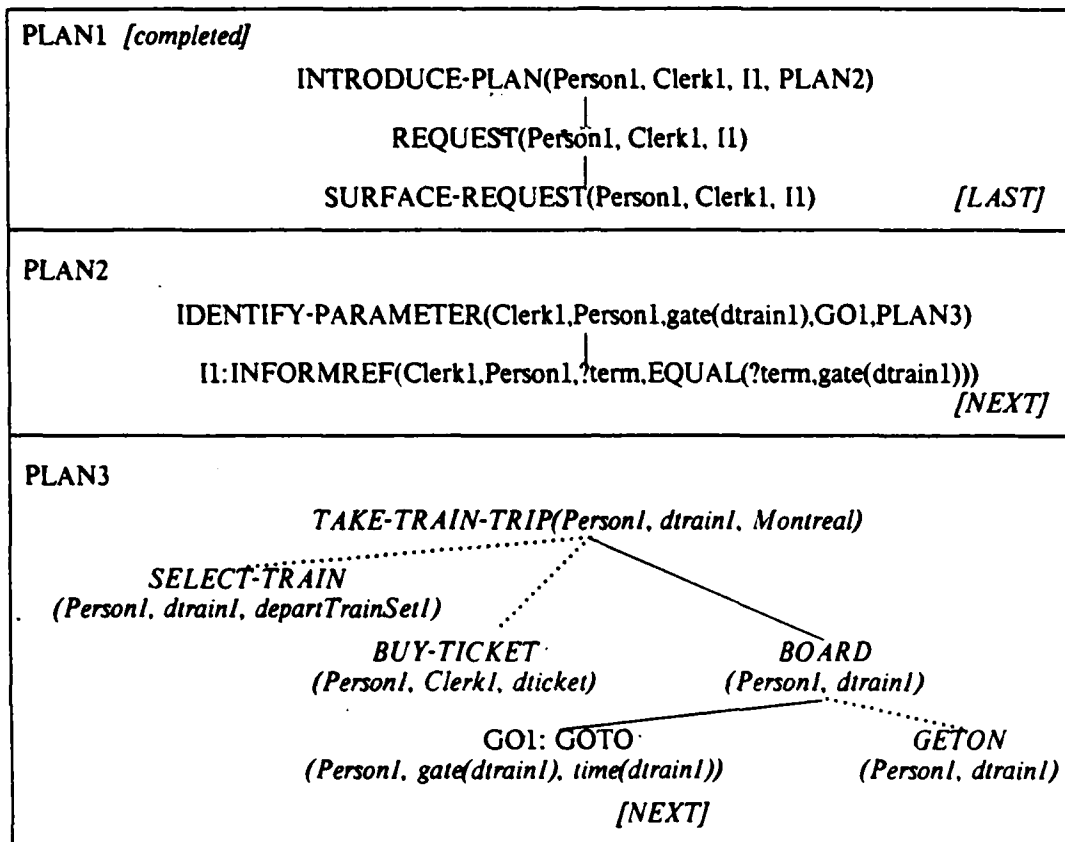 PLAN1 [completed]
INTRODUCE-PLAN(Person1, Clerk1, I1, PLAN2)
REQUEST(Person1, Clerk1, I1)
SURFACE-REQUEST(Person1, Clerk1, I1) [LAST]
PLAN2
IDENTIFY-PARAMETER(Clerk1,Person1,gate(dtrain1),GO1,PLAN3)
I1:INFORMREF(Clerk1,Person1,?term,EQUAL(?term,gate(dtrain1)))
[NEXT]
PLAN3
TAKE-TRAIN-TRIP(Person1, dtrain1, Montreal)
SELECT-TRAIN
(Person1, dtrain1, departTrainSet1)
BUY-TICKET BOARD
(Person1, Clerk1, dticket) (Person1, dtrain1)
GO1: GOTO GETON
(Person1, gate(dtrain1), time(dtrain1)) (Person1, dtrain1)
[NEXT]